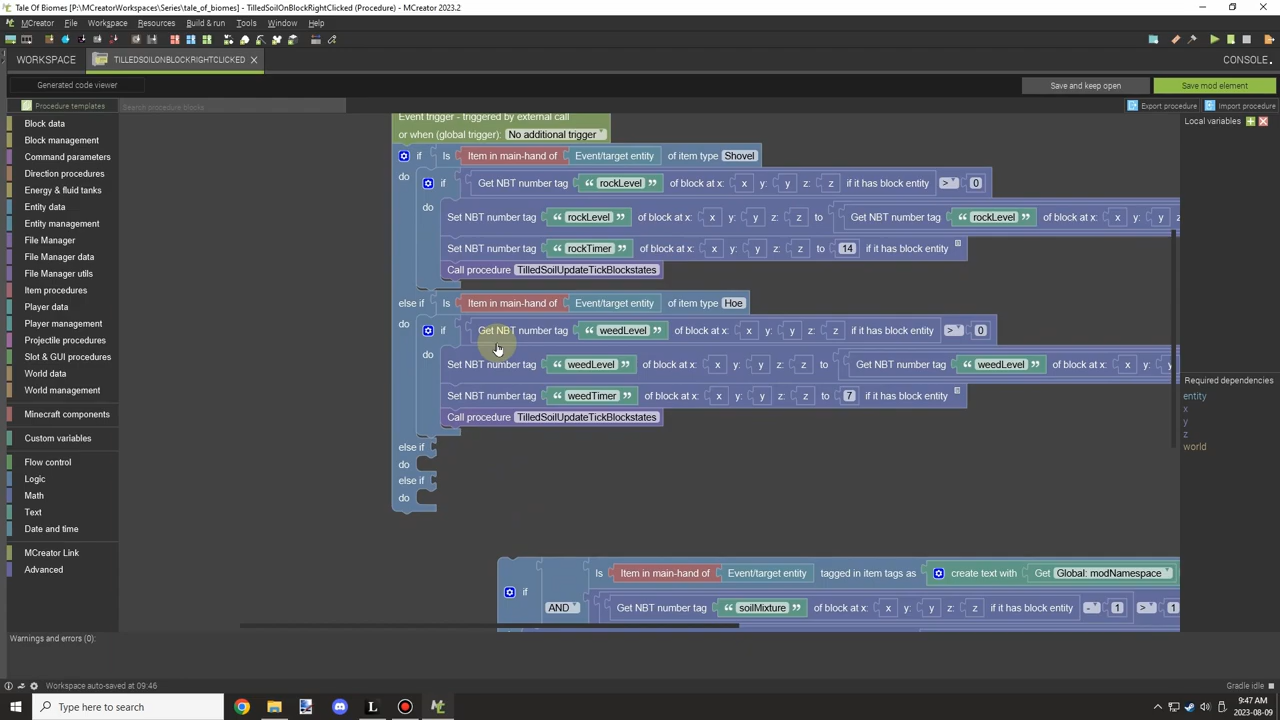 Tale Of Biomes [P:\MCreatorWorkspaces\Series\tale_of_biomes] - TilledSoilOnBlockRightClicked (Procedure) - MCreator 2023.2
MCreator File Workspace Resources Build & run Tools Window Help
WORKSPACE TILLEDSOILONBLOCKRIGHTCLICKED CONSOLE
Generated code viewer Save and keep open Save mod element
Procedure templates Search procedure blocks Export procedure Import procedure
Event trigger - triggered by external call
Local variables:
Block data
or when (global trigger): No additional trigger
Block management
if Is Item in main-hand of Event/target entity of item type Shovel
Command parameters
do
Direction procedures
if Get NBT number tag “ rockLevel ” of block at x: x y: y z: z if it has block entity > 0
Energy & fluid tanks
Entity data
do Set NBT number tag “ rockLevel ” of block at x: x y: y z: z to Get NBT number tag “ rockLevel ” of block at x: x y: y z
Entity management
File Manager
Set NBT number tag “ rockTimer ” of block at x: x y: y z: z to 14 if it has block entity
File Manager data
Call procedure TilledSoilUpdateTickBlockstates
File Manager utils
Item procedures
else if Is Item in main-hand of Event/target entity of item type Hoe
Player data
do
Player management
if Get NBT number tag “ weedLevel ” of block at x: x y: y z: z if it has block entity > 0
Projectile procedures
do
Slot & GUI procedures
Set NBT number tag “ weedLevel ” of block at x: x y: y z: z to Get NBT number tag “ weedLevel ” of block at x: x y: y
World data
Required dependencies:
World management
Set NBT number tag “ weedTimer ” of block at x: x y: y z: z to 7 if it has block entity
entity
x
Minecraft components
Call procedure TilledSoilUpdateTickBlockstates
y
z
Custom variables
else if
world
Flow control
do
Logic
else if
Math
do
Text
Date and time
MCreator Link
Advanced
if AND Is Item in main-hand of Event/target entity tagged in item tags as create text with Get Global: modNamespace
Get NBT number tag “ soilMixture ” of block at x: x y: y z: z if it has block entity - 1 > 1
Warnings and errors (0):
Workspace auto-saved at 09:46 Gradle idle
Type here to search
9:47 AM
2023-08-09